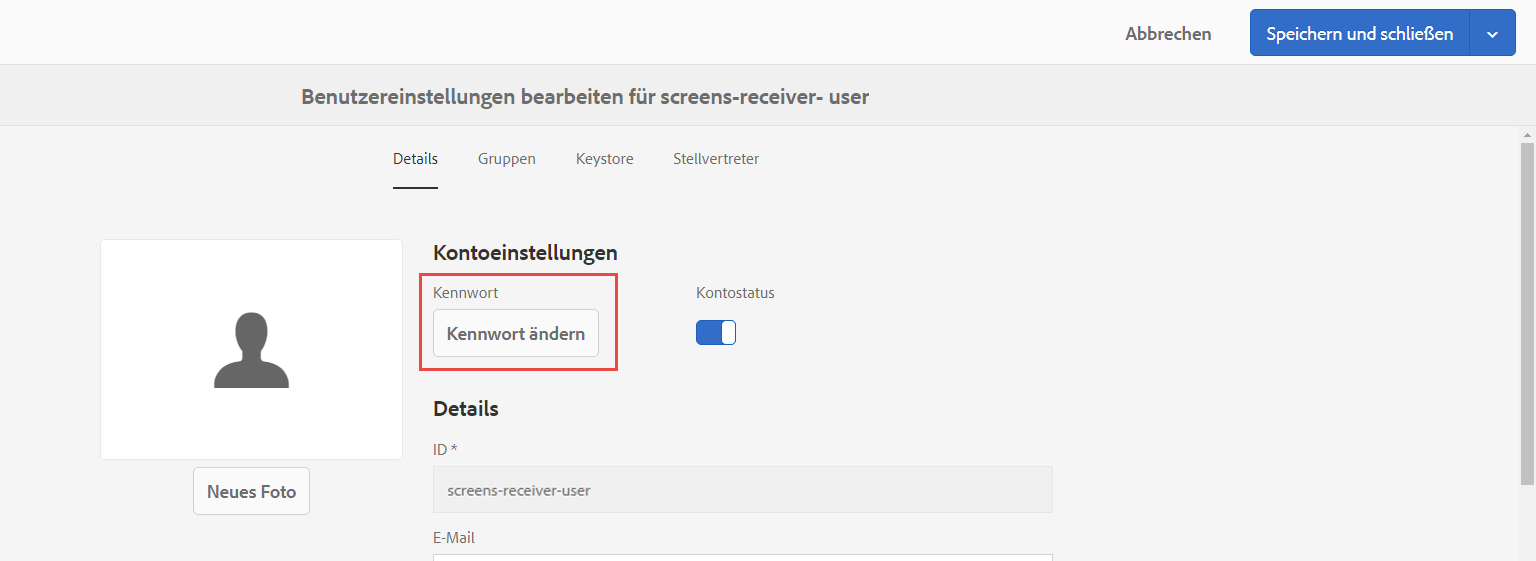 Abbrechen
Speichern und schließen
Benutzereinstellungen bearbeiten für screens-receiver- user
Details
Gruppen
Keystore
Stellvertreter
Kontoeinstellungen
Kennwort
Kontostatus
Kennwort ändern
Details
ID *
screens-receiver-user
Neues Foto
E-Mail